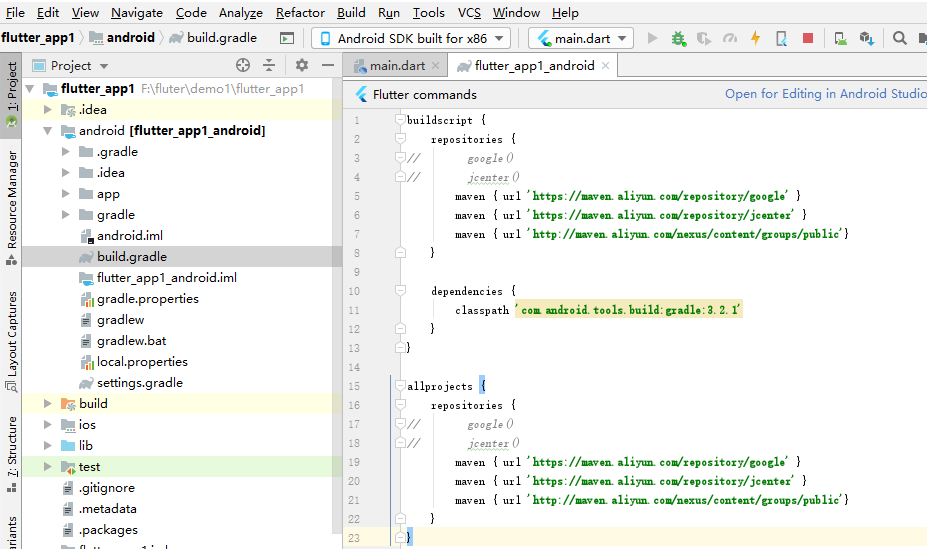 File Edit View Navigate Code Analyze Refactor Build Run Tools VCS Window Help
flutter_app1 android build.gradle Android SDK built for x86 main.dart
1: Project
Resource Manager
Layout Captures
7: Structure
Project
flutter_app1 F:\fluter\demo1\flutter_app1
.idea
android [flutter_app1_android]
.gradle
.idea
app
gradle
android.iml
build.gradle
flutter_app1_android.iml
gradle.properties
gradlew
gradlew.bat
local.properties
settings.gradle
build
ios
lib
test
.gitignore
.metadata
.packages
main.dart flutter_app1_android
Flutter commands Open for Editing in Android Studio
1 buildscript {
2 repositories {
3 // google()
4 // jcenter()
5 maven { url 'https://maven.aliyun.com/repository/google' }
6 maven { url 'https://maven.aliyun.com/repository/jcenter' }
7 maven { url 'http://maven.aliyun.com/nexus/content/groups/public'}
8 }
9
10 dependencies {
11 classpath 'com.android.tools.build:gradle:3.2.1'
12 }
13 }
14
15 allprojects {
16 repositories {
17 // google()
18 // jcenter()
19 maven { url 'https://maven.aliyun.com/repository/google' }
20 maven { url 'https://maven.aliyun.com/repository/jcenter' }
21 maven { url 'http://maven.aliyun.com/nexus/content/groups/public'}
22 }
23 }